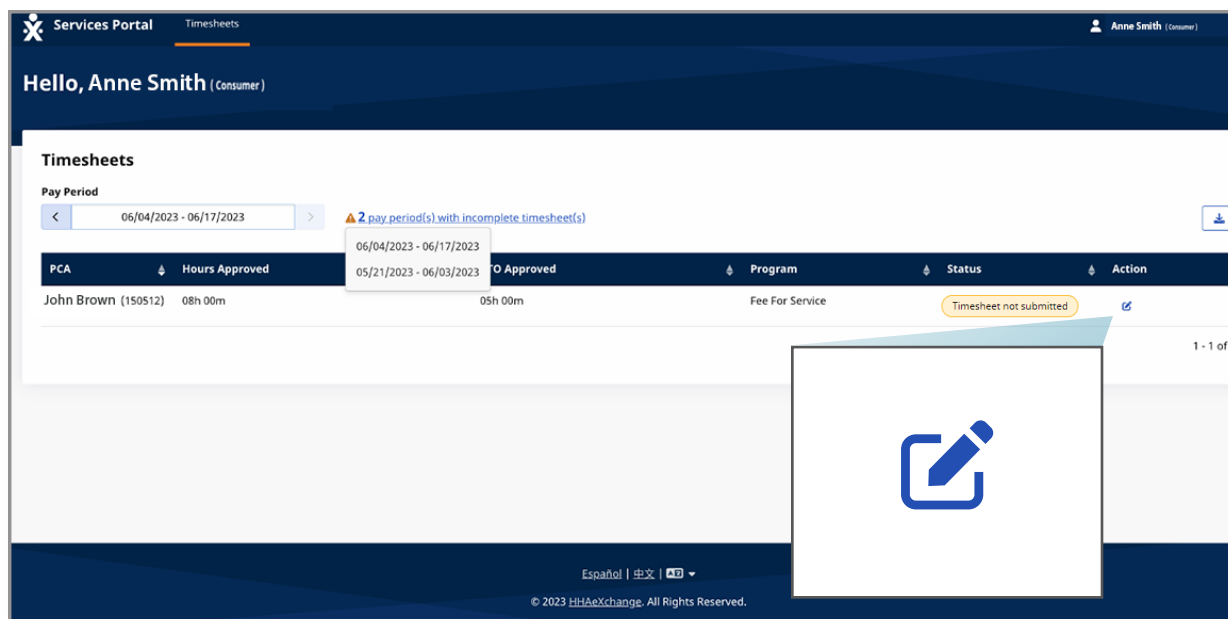 Services Portal Timesheets Anne Smith (Consumer)
Hello, Anne Smith (Consumer)
Timesheets
Pay Period
06/04/2023 - 06/17/2023 2 pay period(s) with incomplete timesheet(s)
06/04/2023 - 06/17/2023
05/21/2023 - 06/03/2023
PCA Hours Approved TO Approved Program Status Action
John Brown (150512) 08h 00m 05h 00m Fee For Service Timesheet not submitted
1 - 1 of
Español | 中文 |
© 2023 HHAeXchange. All Rights Reserved.